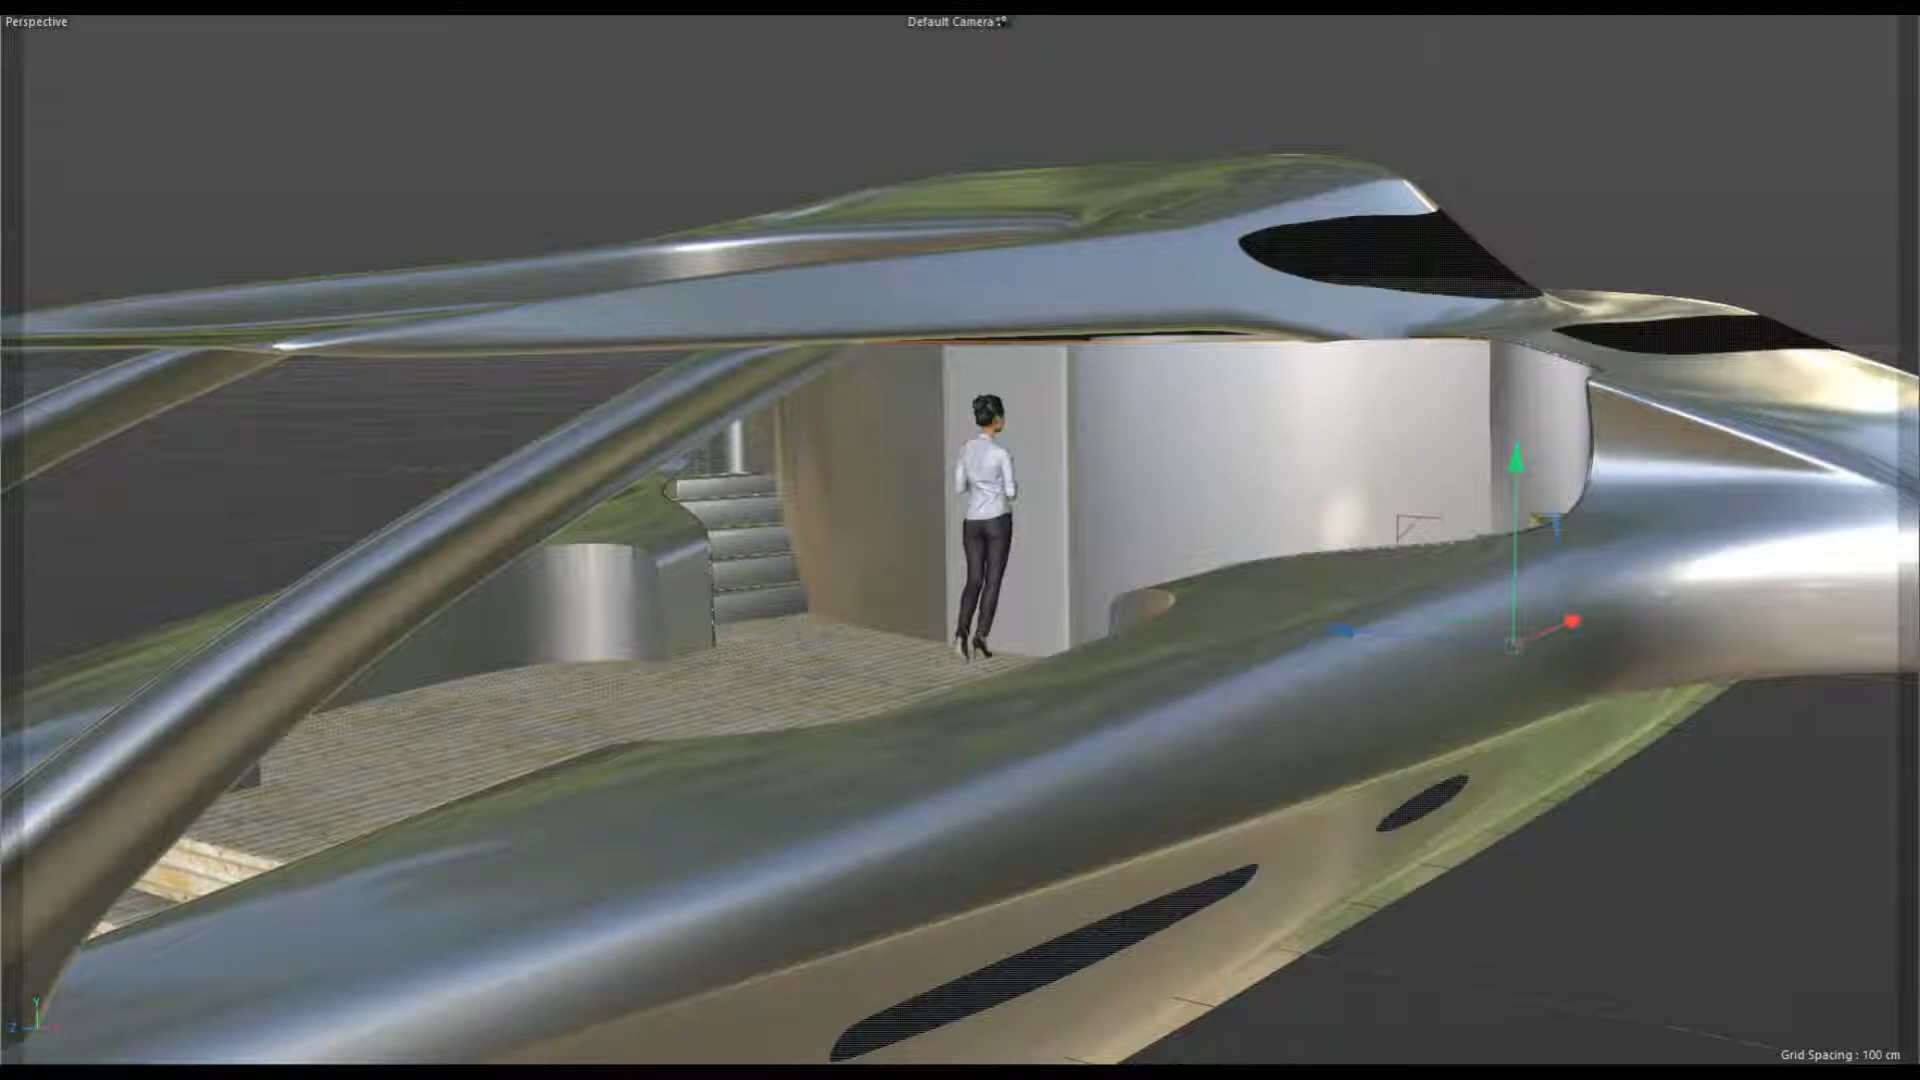 Perspective
Default Camera
Grid Spacing : 100 cm
Y
Z